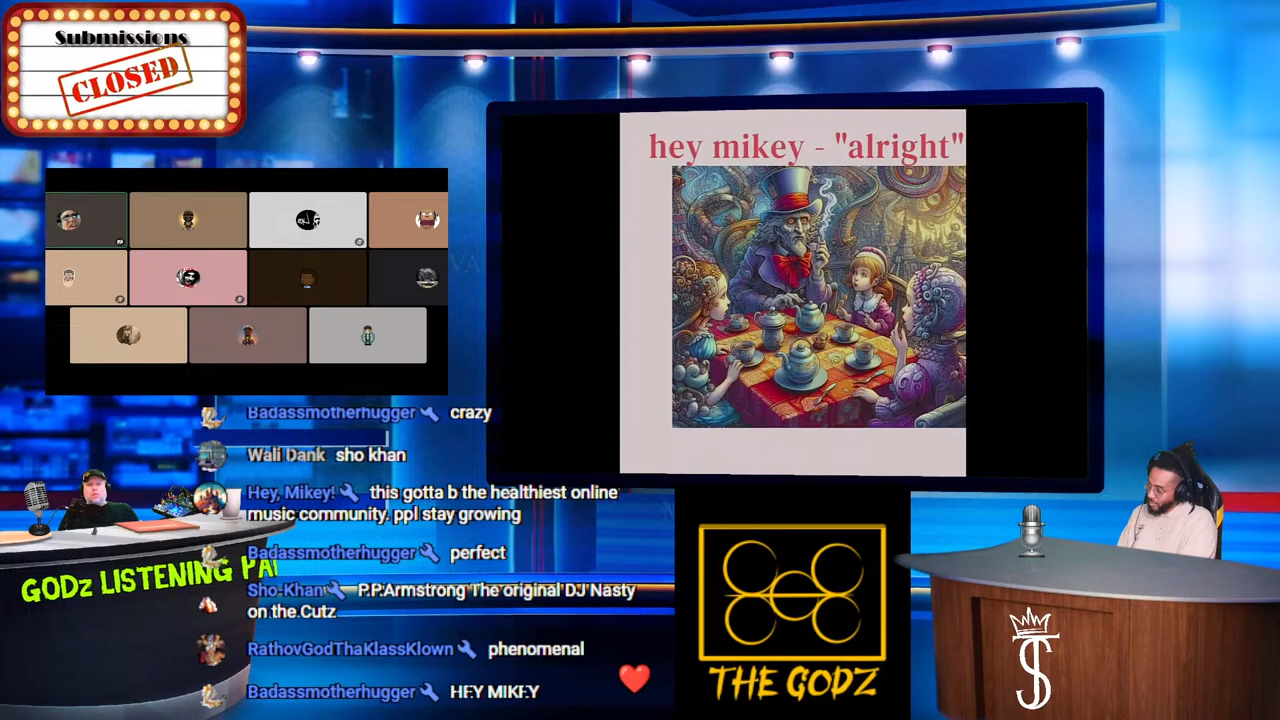 Submissions
CLOSED
hey mikey - "alright"
Badassmotherhugger crazy
Wali Dank sho khan
Hey, Mikey! this gotta b the healthiest online
music community. ppl stay growing
Badassmotherhugger perfect
Sho-Khan P.P.Armstrong The original DJ Nasty
on the Cutz
RathovGodThaKlassKlown phenomenal
Badassmotherhugger HEY MIKEY
GODz LISTENING PA
THE GODZ